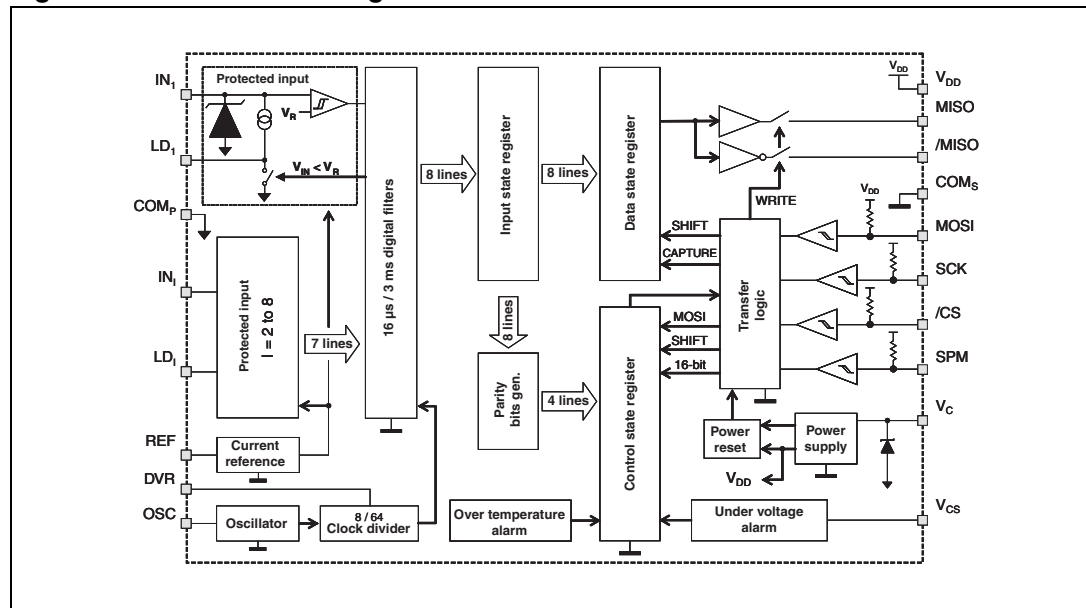 IN1
LD1
COMP
INI
LDI
REF
DVR
OSC
Protected input
VR
VIN < VR
Protected input
I = 2 to 8
7 lines
Current
reference
Oscillator
8 / 64
Clock divider
16 µs / 3 ms digital filters
8 lines
Input state register
8 lines
8 lines
Parity
bits gen.
4 lines
Over temperature
alarm
Data state register
SHIFT
CAPTURE
WRITE
Control state register
MOSI
SHIFT
16-bit
Transfer
logic
Power
reset
Power
supply
VDD
Under voltage
alarm
VDD
VDD
VDD
MISO
/MISO
COMS
MOSI
SCK
/CS
SPM
VC
VCS